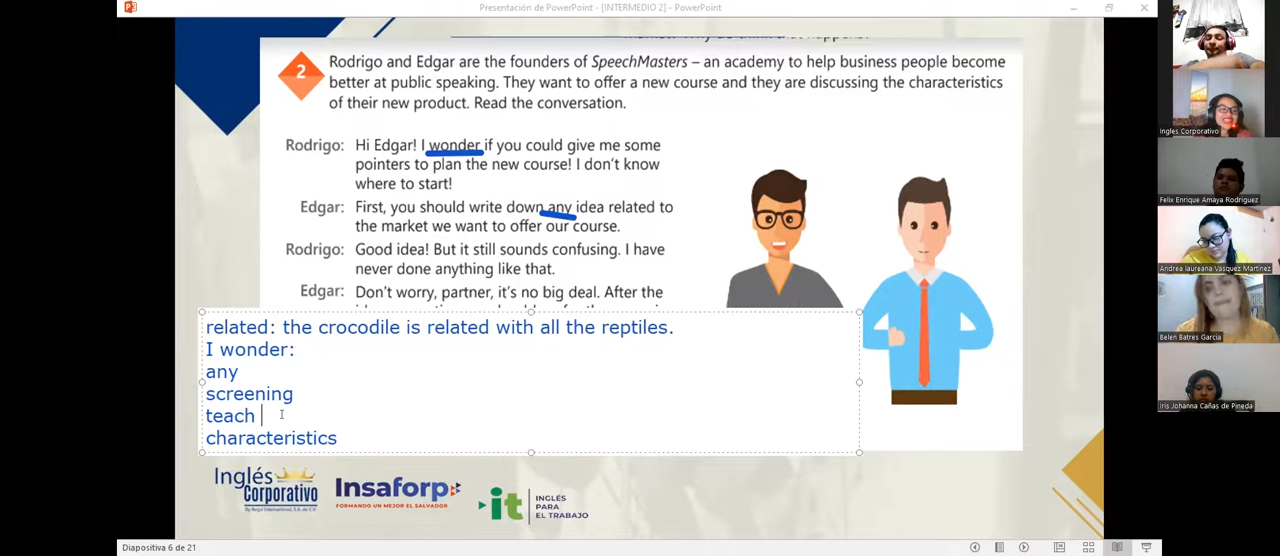 Presentación de PowerPoint - [INTERMEDIO 2] - PowerPoint
2
Rodrigo and Edgar are the founders of SpeechMasters – an academy to help business people become
better at public speaking. They want to offer a new course and they are discussing the characteristics
of their new product. Read the conversation.
Rodrigo: Hi Edgar! I wonder if you could give me some
pointers to plan the new course! I don't know
where to start!
Edgar: First, you should write down any idea related to
the market we want to offer our course.
Rodrigo: Good idea! But it still sounds confusing. I have
never done anything like that.
Edgar: Don't worry, partner, it's no big deal. After the
related: the crocodile is related with all the reptiles.
I wonder:
any
screening
teach
characteristics
Inglés
Corporativo
By Regal International, S.A. de C.V.
Insaforp
FORMANDO UN MEJOR EL SALVADOR
it
INGLÉS
PARA
EL TRABAJO
Diapositiva 6 de 21
Ingles Corporativo
Felix Enrique Amaya Rodriguez
Andrea laureana Vasquez Martinez
Belen Batres Garcia
Iris Johanna Cañas de Pineda